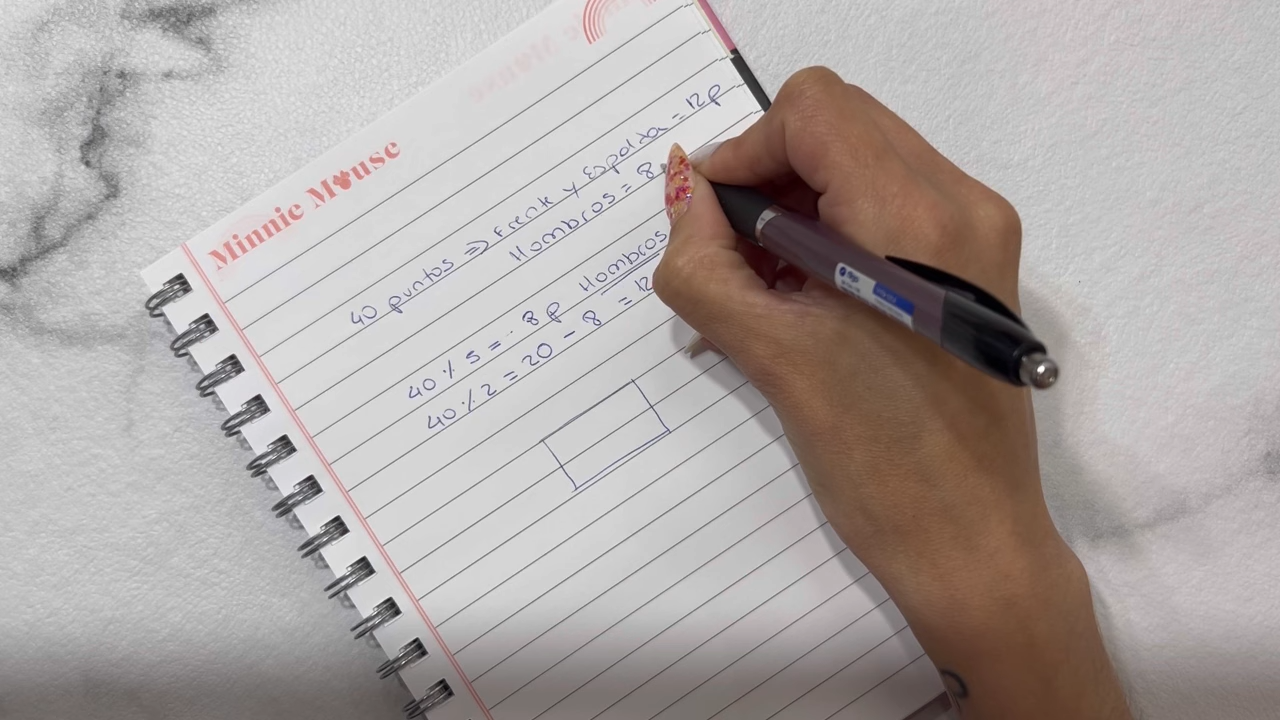 Minnie Mouse
40 puntos => Frente y Espalda = 12p
Hombros = 8
40 ٪ 5 = 8p Hombros
40 ٪ 2 = 20 - 8 = 12